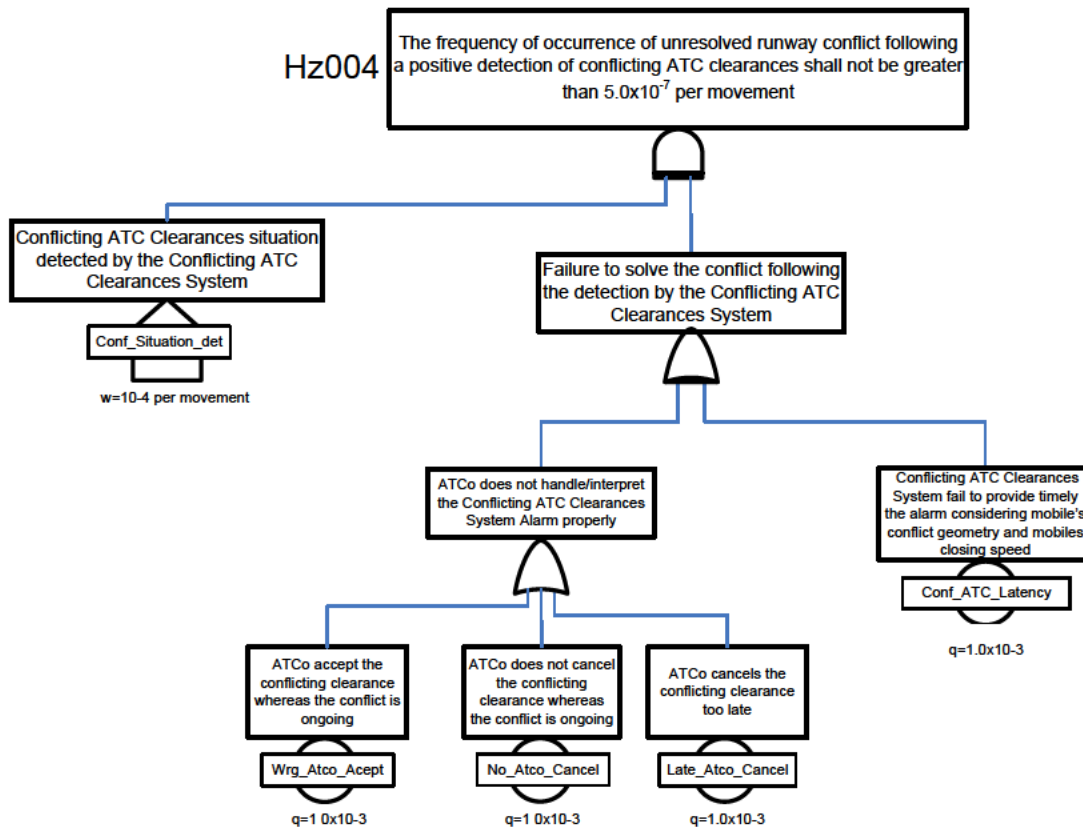 Hz004
The frequency of occurrence of unresolved runway conflict following
a positive detection of conflicting ATC clearances shall not be greater
than 5.0x10⁻⁷ per movement
Conflicting ATC Clearances situation
detected by the Conflicting ATC
Clearances System
Conf_Situation_det
w=10-4 per movement
Failure to solve the conflict following
the detection by the Conflicting ATC
Clearances System
ATCo does not handle/interpret
the Conflicting ATC Clearances
System Alarm properly
Conflicting ATC Clearances
System fail to provide timely
the alarm considering mobile's
conflict geometry and mobiles
closing speed
Conf_ATC_Latency
q=1.0x10-3
ATCo accept the
conflicting clearance
whereas the conflict is
ongoing
Wrg_Atco_Acept
q=1 0x10-3
ATCo does not cancel
the conflicting
clearance whereas
the conflict is ongoing
No_Atco_Cancel
q=1 0x10-3
ATCo cancels the
conflicting clearance
too late
Late_Atco_Cancel
q=1.0x10-3